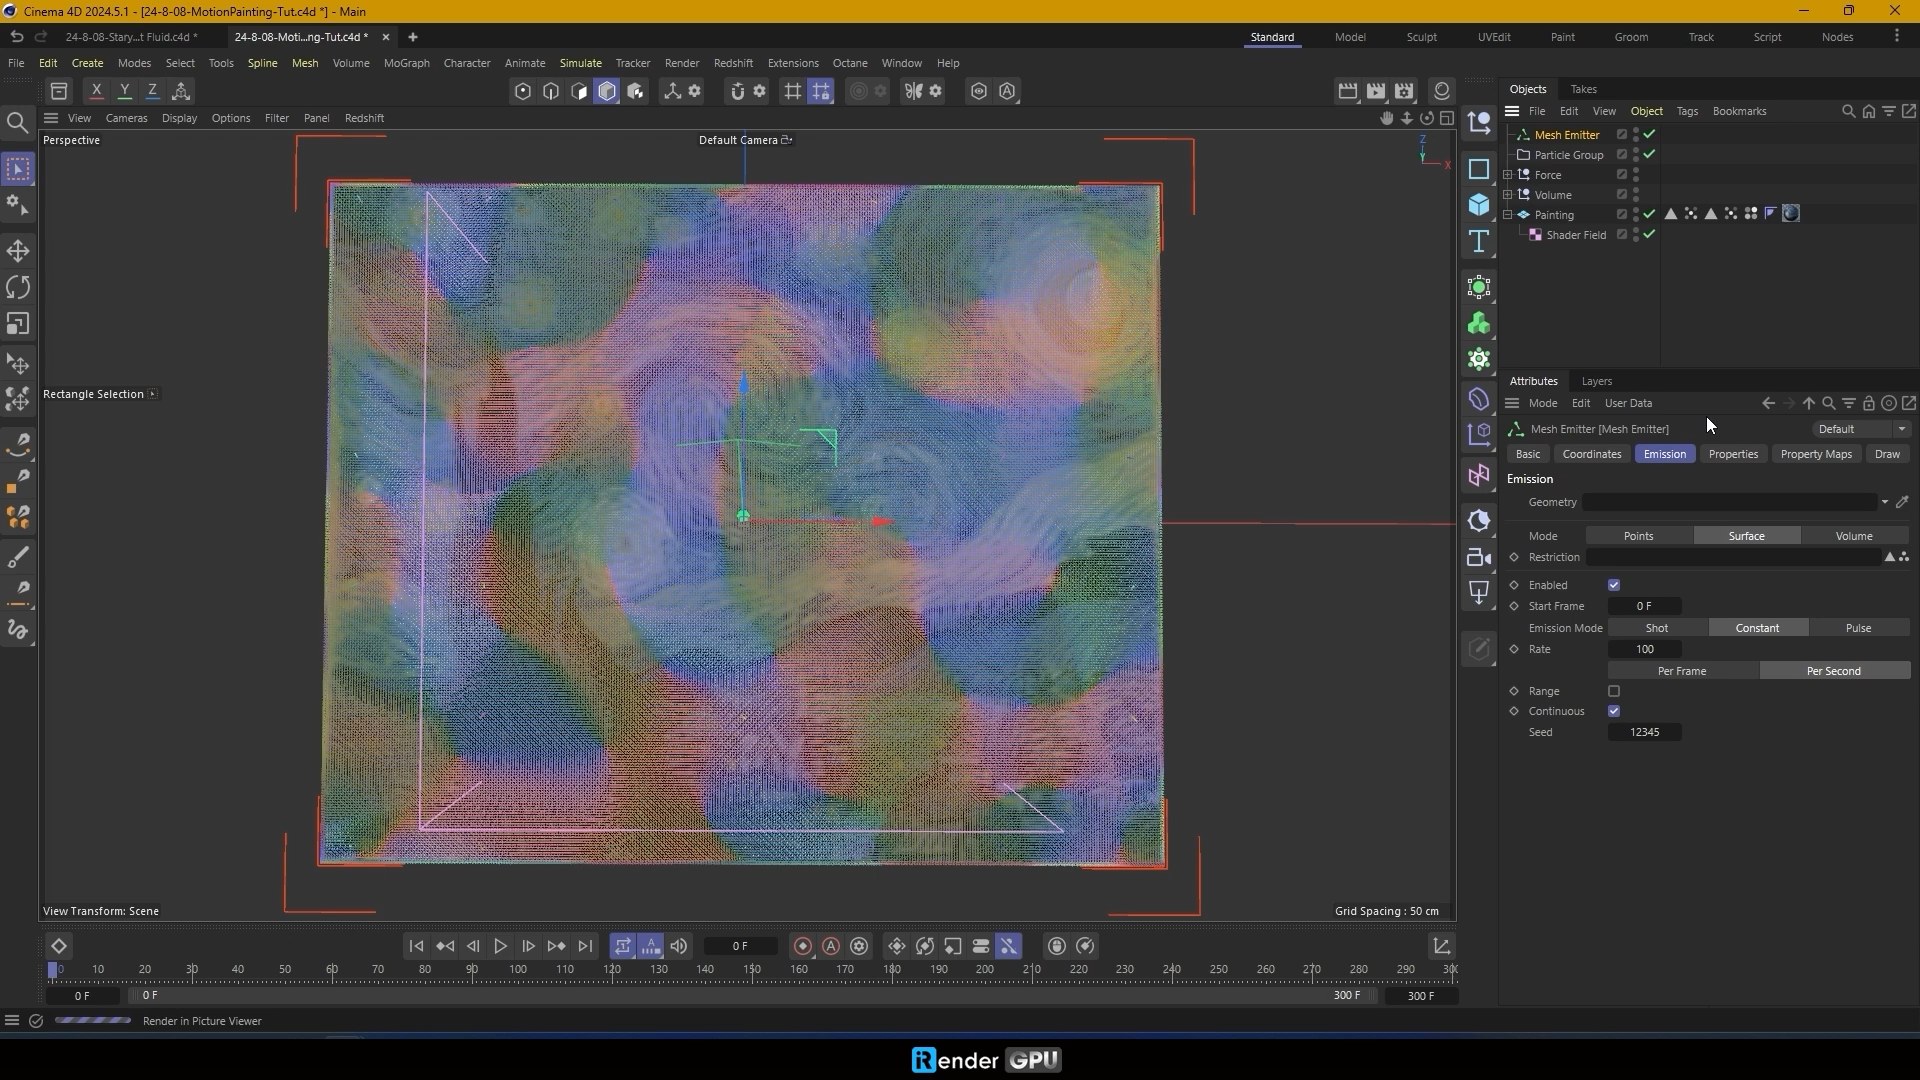 Cinema 4D 2024.5.1 - [24-8-08-MotionPainting-Tut.c4d *] - Main
24-8-08-Stary...t Fluid.c4d *
24-8-08-Moti...ng-Tut.c4d *
Standard Model Sculpt UVEdit Paint Groom Track Script Nodes
File Edit Create Modes Select Tools Spline Mesh Volume MoGraph Character Animate Simulate Tracker Render Redshift Extensions Octane Window Help
X Y Z
View Cameras Display Options Filter Panel Redshift
Perspective
Default Camera
Z
Y
X
Rectangle Selection
View Transform: Scene
Grid Spacing : 50 cm
Objects Takes
File Edit View Object Tags Bookmarks
Mesh Emitter
Particle Group
Force
Volume
Painting
Shader Field
Attributes Layers
Mode Edit User Data
Mesh Emitter [Mesh Emitter]
Default
Basic Coordinates Emission Properties Property Maps Draw
Emission
Geometry
Mode Points Surface Volume
Restriction
Enabled
Start Frame 0 F
Emission Mode Shot Constant Pulse
Rate 100
Per Frame Per Second
Range
Continuous
Seed 12345
0 F
0 10 20 30 40 50 60 70 80 90 100 110 120 130 140 150 160 170 180 190 200 210 220 230 240 250 260 270 280 290
0 F 0 F 300 F 300 F
Render in Picture Viewer
iRender GPU